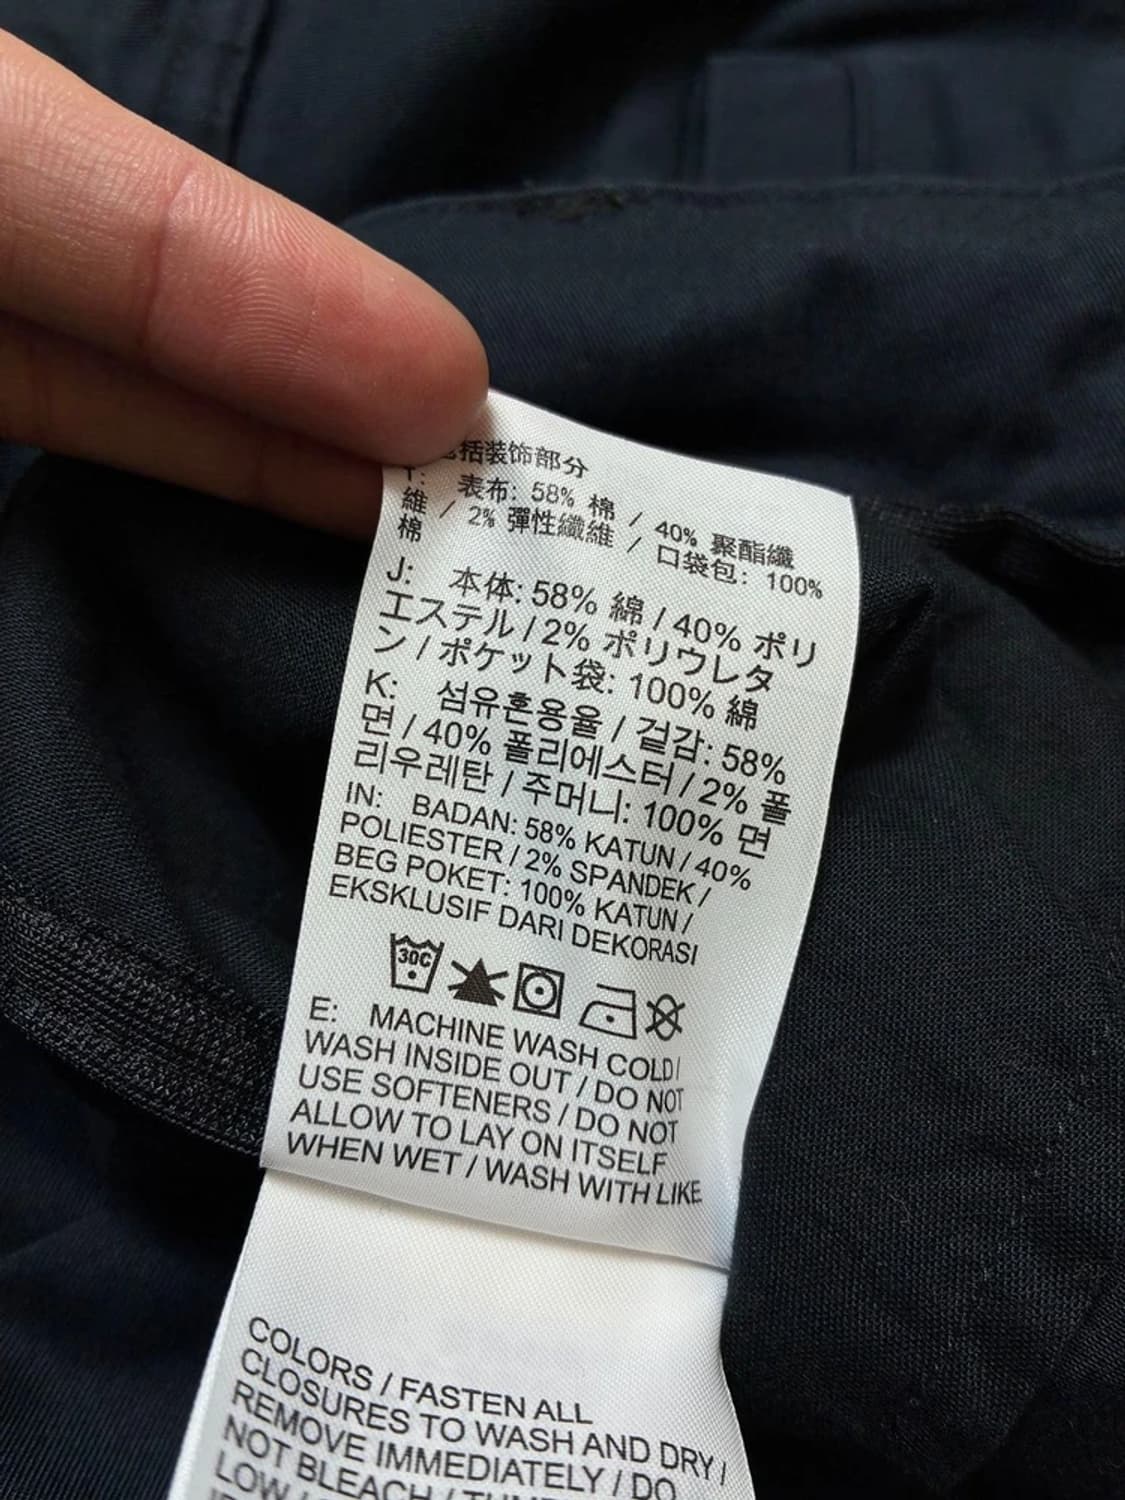 括装饰部分
T: 表布: 58% 棉 / 40% 聚酯纖
維 / 2% 彈性纖維 / 口袋包: 100%
棉
J: 本体: 58% 綿 / 40% ポリ
エステル / 2% ポリウレタ
ン / ポケット袋: 100% 綿
K: 섬유혼용율 / 겉감: 58%
면 / 40% 폴리에스터 / 2% 폴
리우레탄 / 주머니: 100% 면
IN: BADAN: 58% KATUN / 40%
POLIESTER / 2% SPANDEK /
BEG POKET: 100% KATUN /
EKSKLUSIF DARI DEKORASI
30C
E: MACHINE WASH COLD /
WASH INSIDE OUT / DO NOT
USE SOFTENERS / DO NOT
ALLOW TO LAY ON ITSELF
WHEN WET / WASH WITH LIKE
COLORS / FASTEN ALL
CLOSURES TO WASH AND DRY /
REMOVE IMMEDIATELY / DO
NOT BLEACH /
LOW /